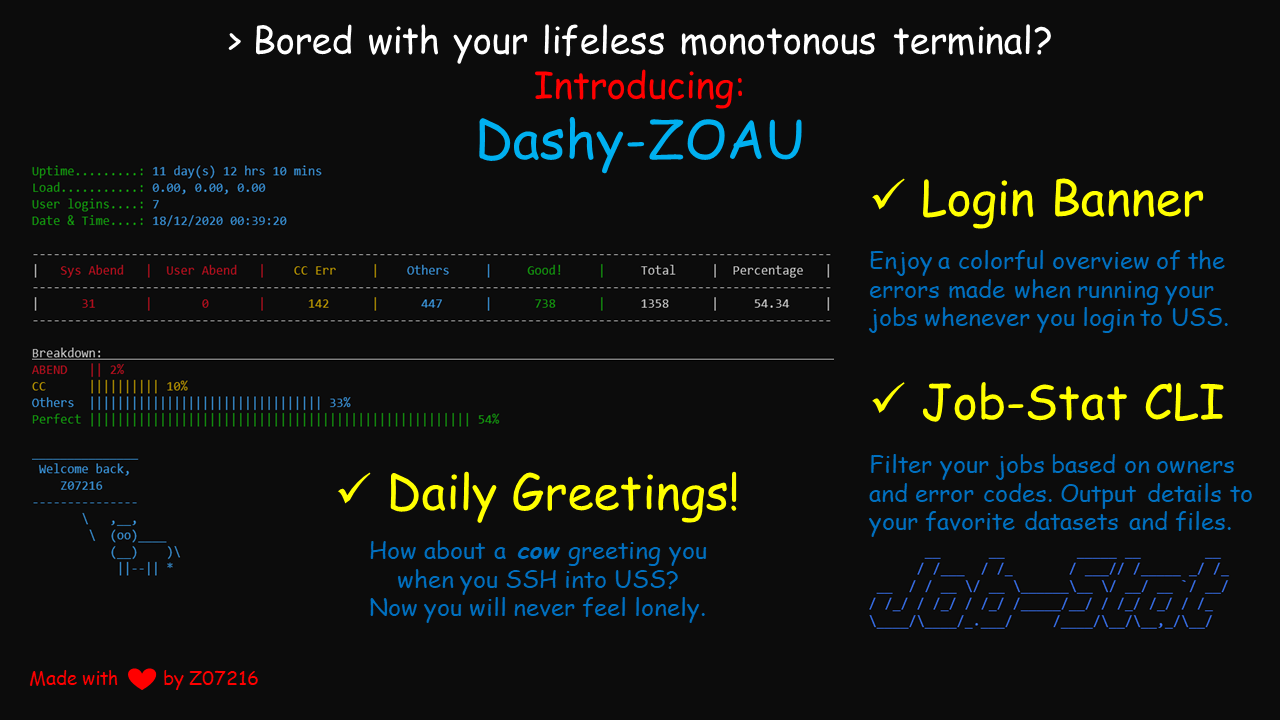 > Bored with your lifeless monotonous terminal?
Introducing:
Dashy-ZOAU
Uptime.........: 11 day(s) 12 hrs 10 mins
Load...........: 0.00, 0.00, 0.00
User logins....: 7
Date & Time....: 18/12/2020 00:39:20
| Sys Abend | User Abend | CC Err | Others | Good! | Total | Percentage |
| 31 | 0 | 142 | 447 | 738 | 1358 | 54.34 |
Breakdown:
ABEND || 2%
CC |||||||||| 10%
Others ||||||||||||||||||||||||||||||||| 33%
Perfect |||||||||||||||||||||||||||||||||||||||||||||||||||||| 54%
Welcome back,
Z07216
✓ Daily Greetings!
How about a cow greeting you
when you SSH into USS?
Now you will never feel lonely.
✓ Login Banner
Enjoy a colorful overview of the
errors made when running your
jobs whenever you login to USS.
✓ Job-Stat CLI
Filter your jobs based on owners
and error codes. Output details to
your favorite datasets and files.
Job-Stat
Made with ❤ by Z07216